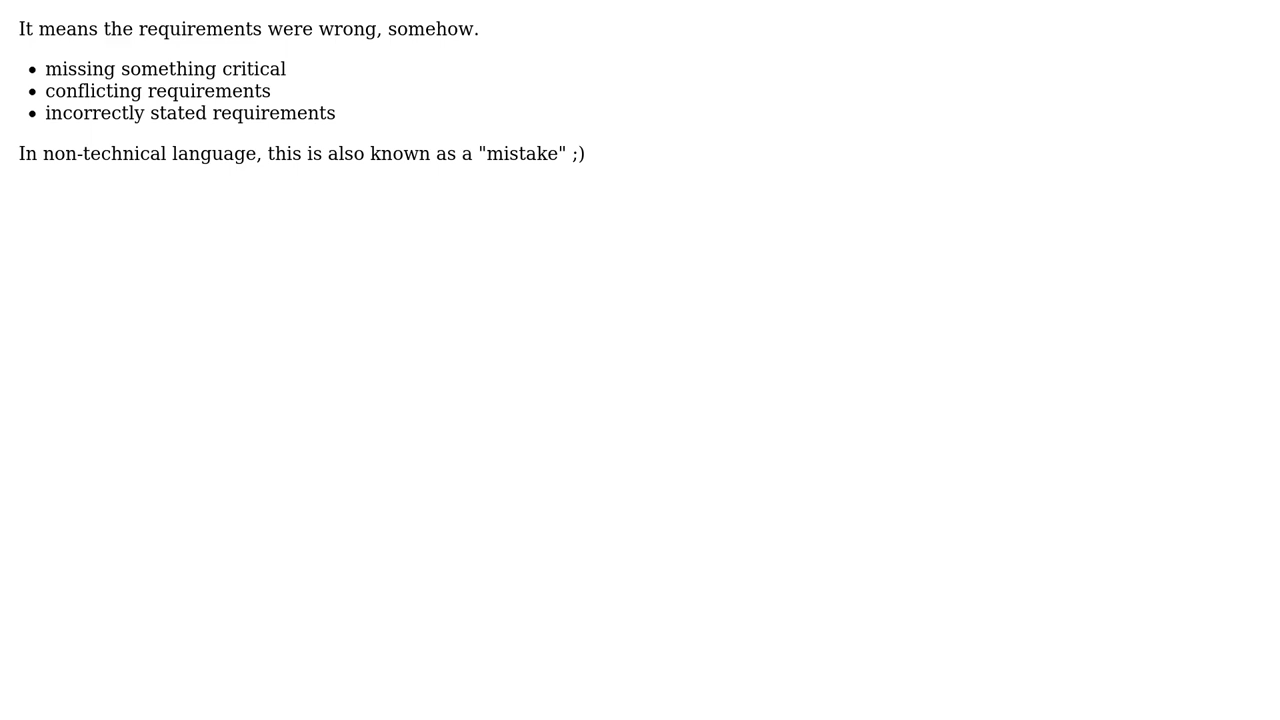 It means the requirements were wrong, somehow.
• missing something critical
• conflicting requirements
• incorrectly stated requirements
In non-technical language, this is also known as a "mistake" ;)